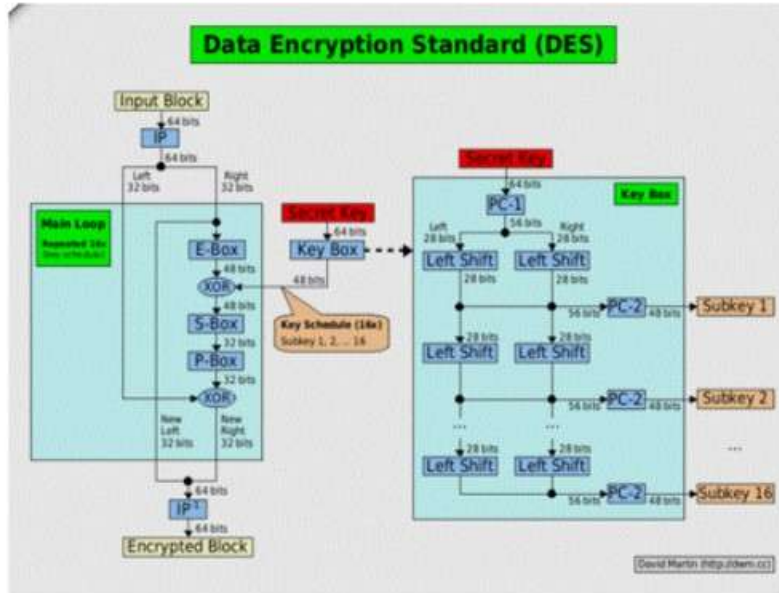 Data Encryption Standard (DES)
Input Block
64 bits
IP
64 bits
Left
32 bits
Right
32 bits
Main Loop
Repeated 16x
E-Box
48 bits
XOR
48 bits
S-Box
32 bits
P-Box
32 bits
XOR
New
Left
32 bits
New
Right
32 bits
64 bits
IP-1
64 bits
Encrypted Block
Secret Key
64 bits
Key Box
48 bits
Key Schedule (16x)
Subkey 1, 2, .. 16
Secret Key
64 bits
PC-1
56 bits
Key Box
Left
28 bits
Right
28 bits
Left Shift
Left Shift
28 bits
28 bits
56 bits
PC-2
48 bits
Subkey 1
28 bits
28 bits
Left Shift
Left Shift
56 bits
PC-2
48 bits
Subkey 2
...
...
...
28 bits
28 bits
Left Shift
Left Shift
56 bits
PC-2
48 bits
Subkey 16
David Martin (http://diem.cc)